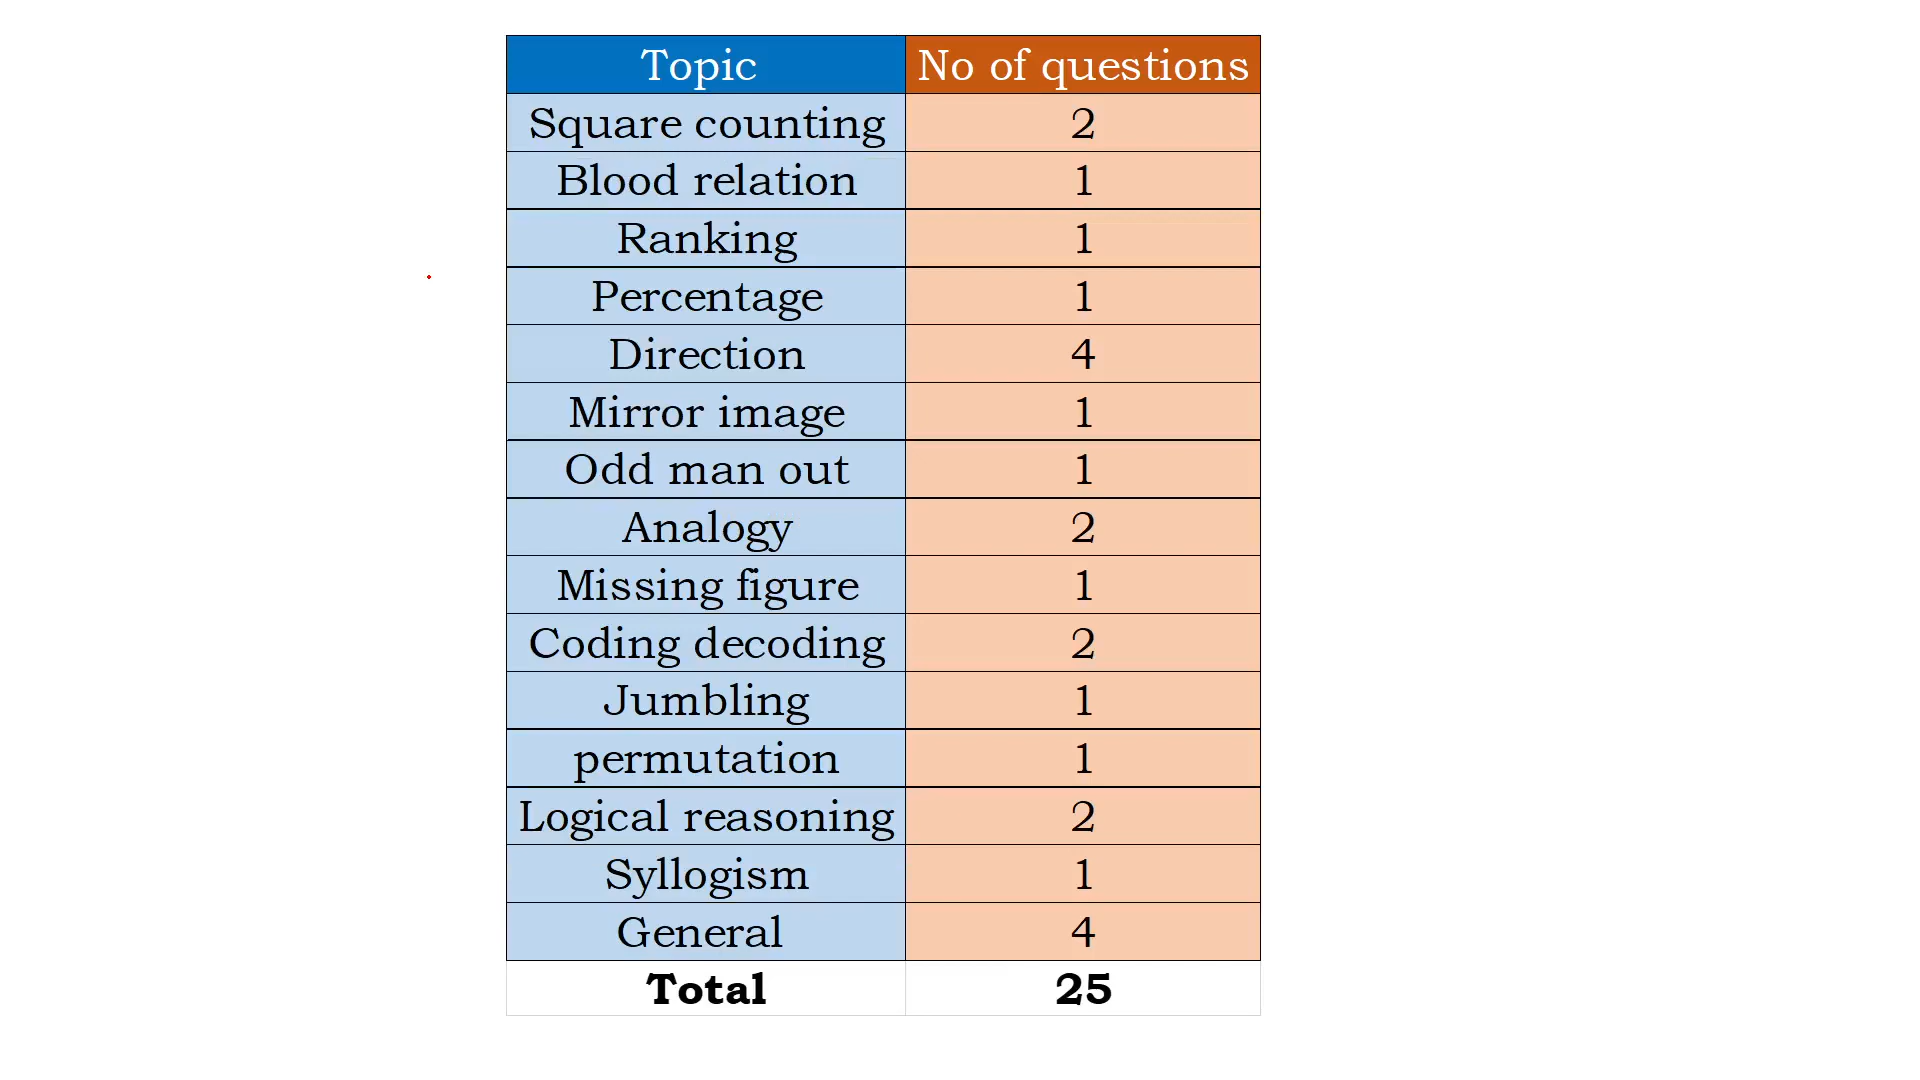 Topic No of questions
Square counting 2
Blood relation 1
Ranking 1
Percentage 1
Direction 4
Mirror image 1
Odd man out 1
Analogy 2
Missing figure 1
Coding decoding 2
Jumbling 1
permutation 1
Logical reasoning 2
Syllogism 1
General 4
Total 25